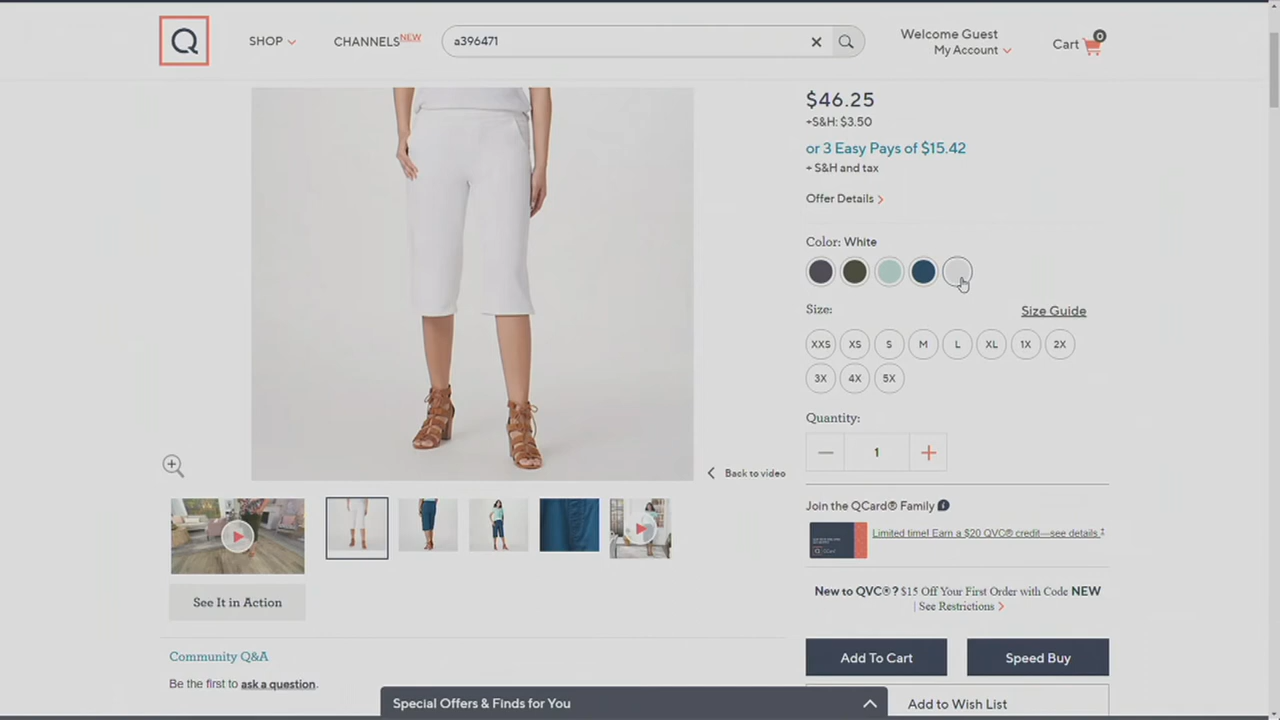 Q
SHOP
CHANNELS NEW
a396471
Welcome Guest
My Account
Cart
0
$46.25
+S&H: $3.50
or 3 Easy Pays of $15.42
+ S&H and tax
Offer Details
Color: White
Size:
Size Guide
XXS XS S M L XL 1X 2X
3X 4X 5X
Quantity:
1
Back to video
Join the QCard® Family
Limited time! Earn a $20 QVC® credit—see details.‡
See It in Action
New to QVC®? $15 Off Your First Order with Code NEW
| See Restrictions
Community Q&A
Be the first to ask a question.
Add To Cart
Speed Buy
Special Offers & Finds for You
Add to Wish List